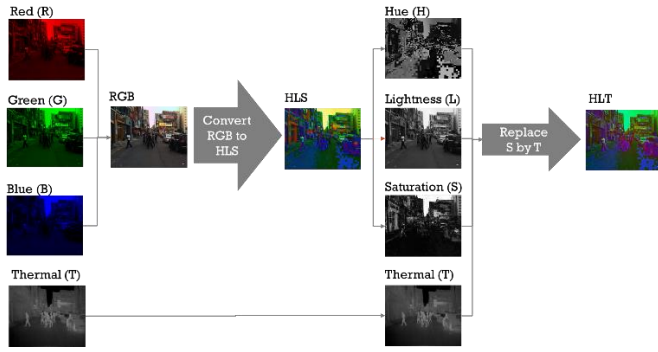 Red (R)
Green (G)
Blue (B)
Thermal (T)
RGB
Convert
RGB to
HLS
HLS
Hue (H)
Lightness (L)
Saturation (S)
Thermal (T)
Replace
S by T
HLT